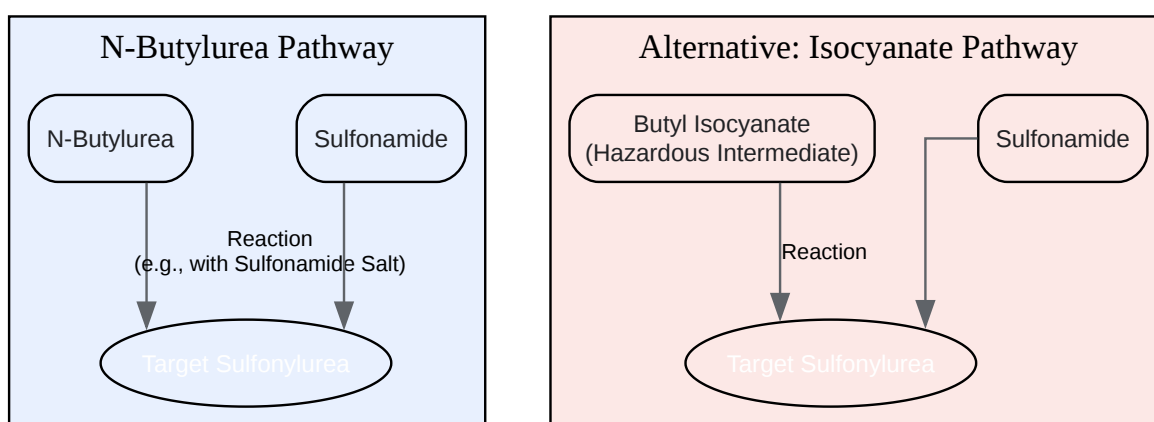 N-Butylurea Pathway
N-Butylurea
Sulfonamide
Reaction
(e.g., with Sulfonamide Salt)
Target Sulfonylurea
Alternative: Isocyanate Pathway
Butyl Isocyanate
(Hazardous Intermediate)
Sulfonamide
Reaction
Target Sulfonylurea